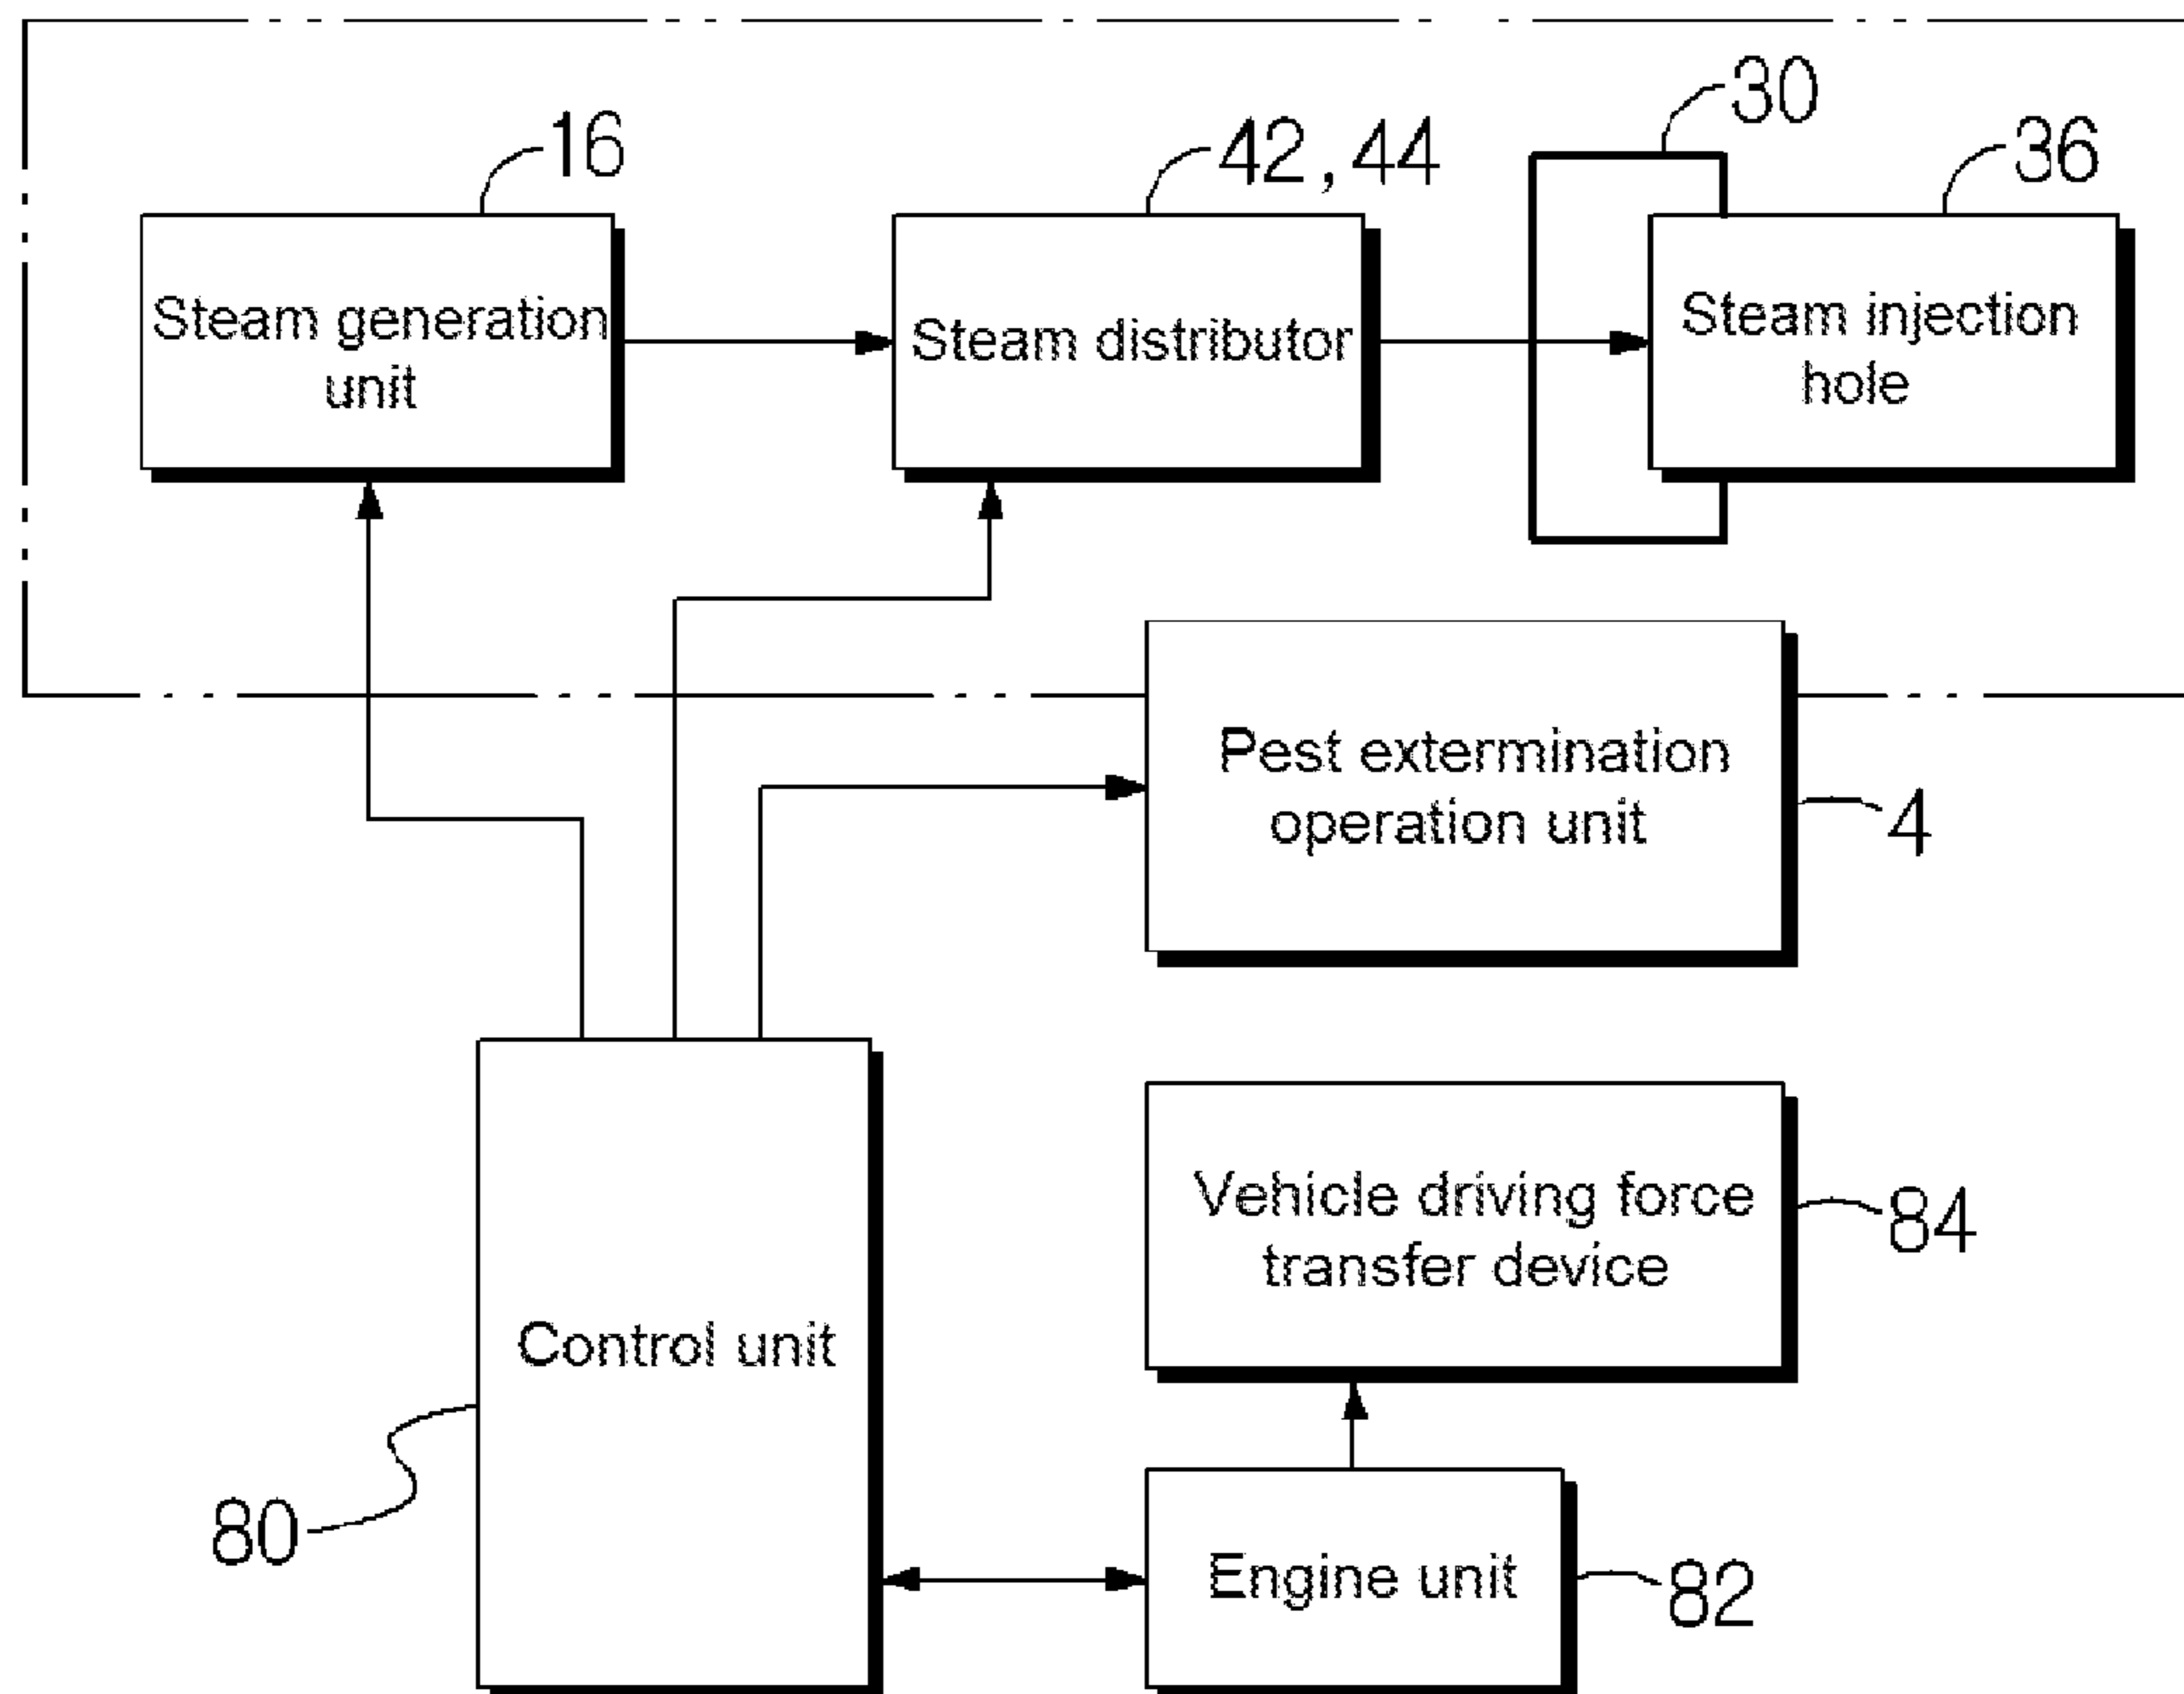 30
16
42,44
36
Steam generation
unit
Steam distributor
Steam injection
hole
Pest extermination
operation unit
4
Vehicle driving force
transfer device
84
Control unit
80
Engine unit
82